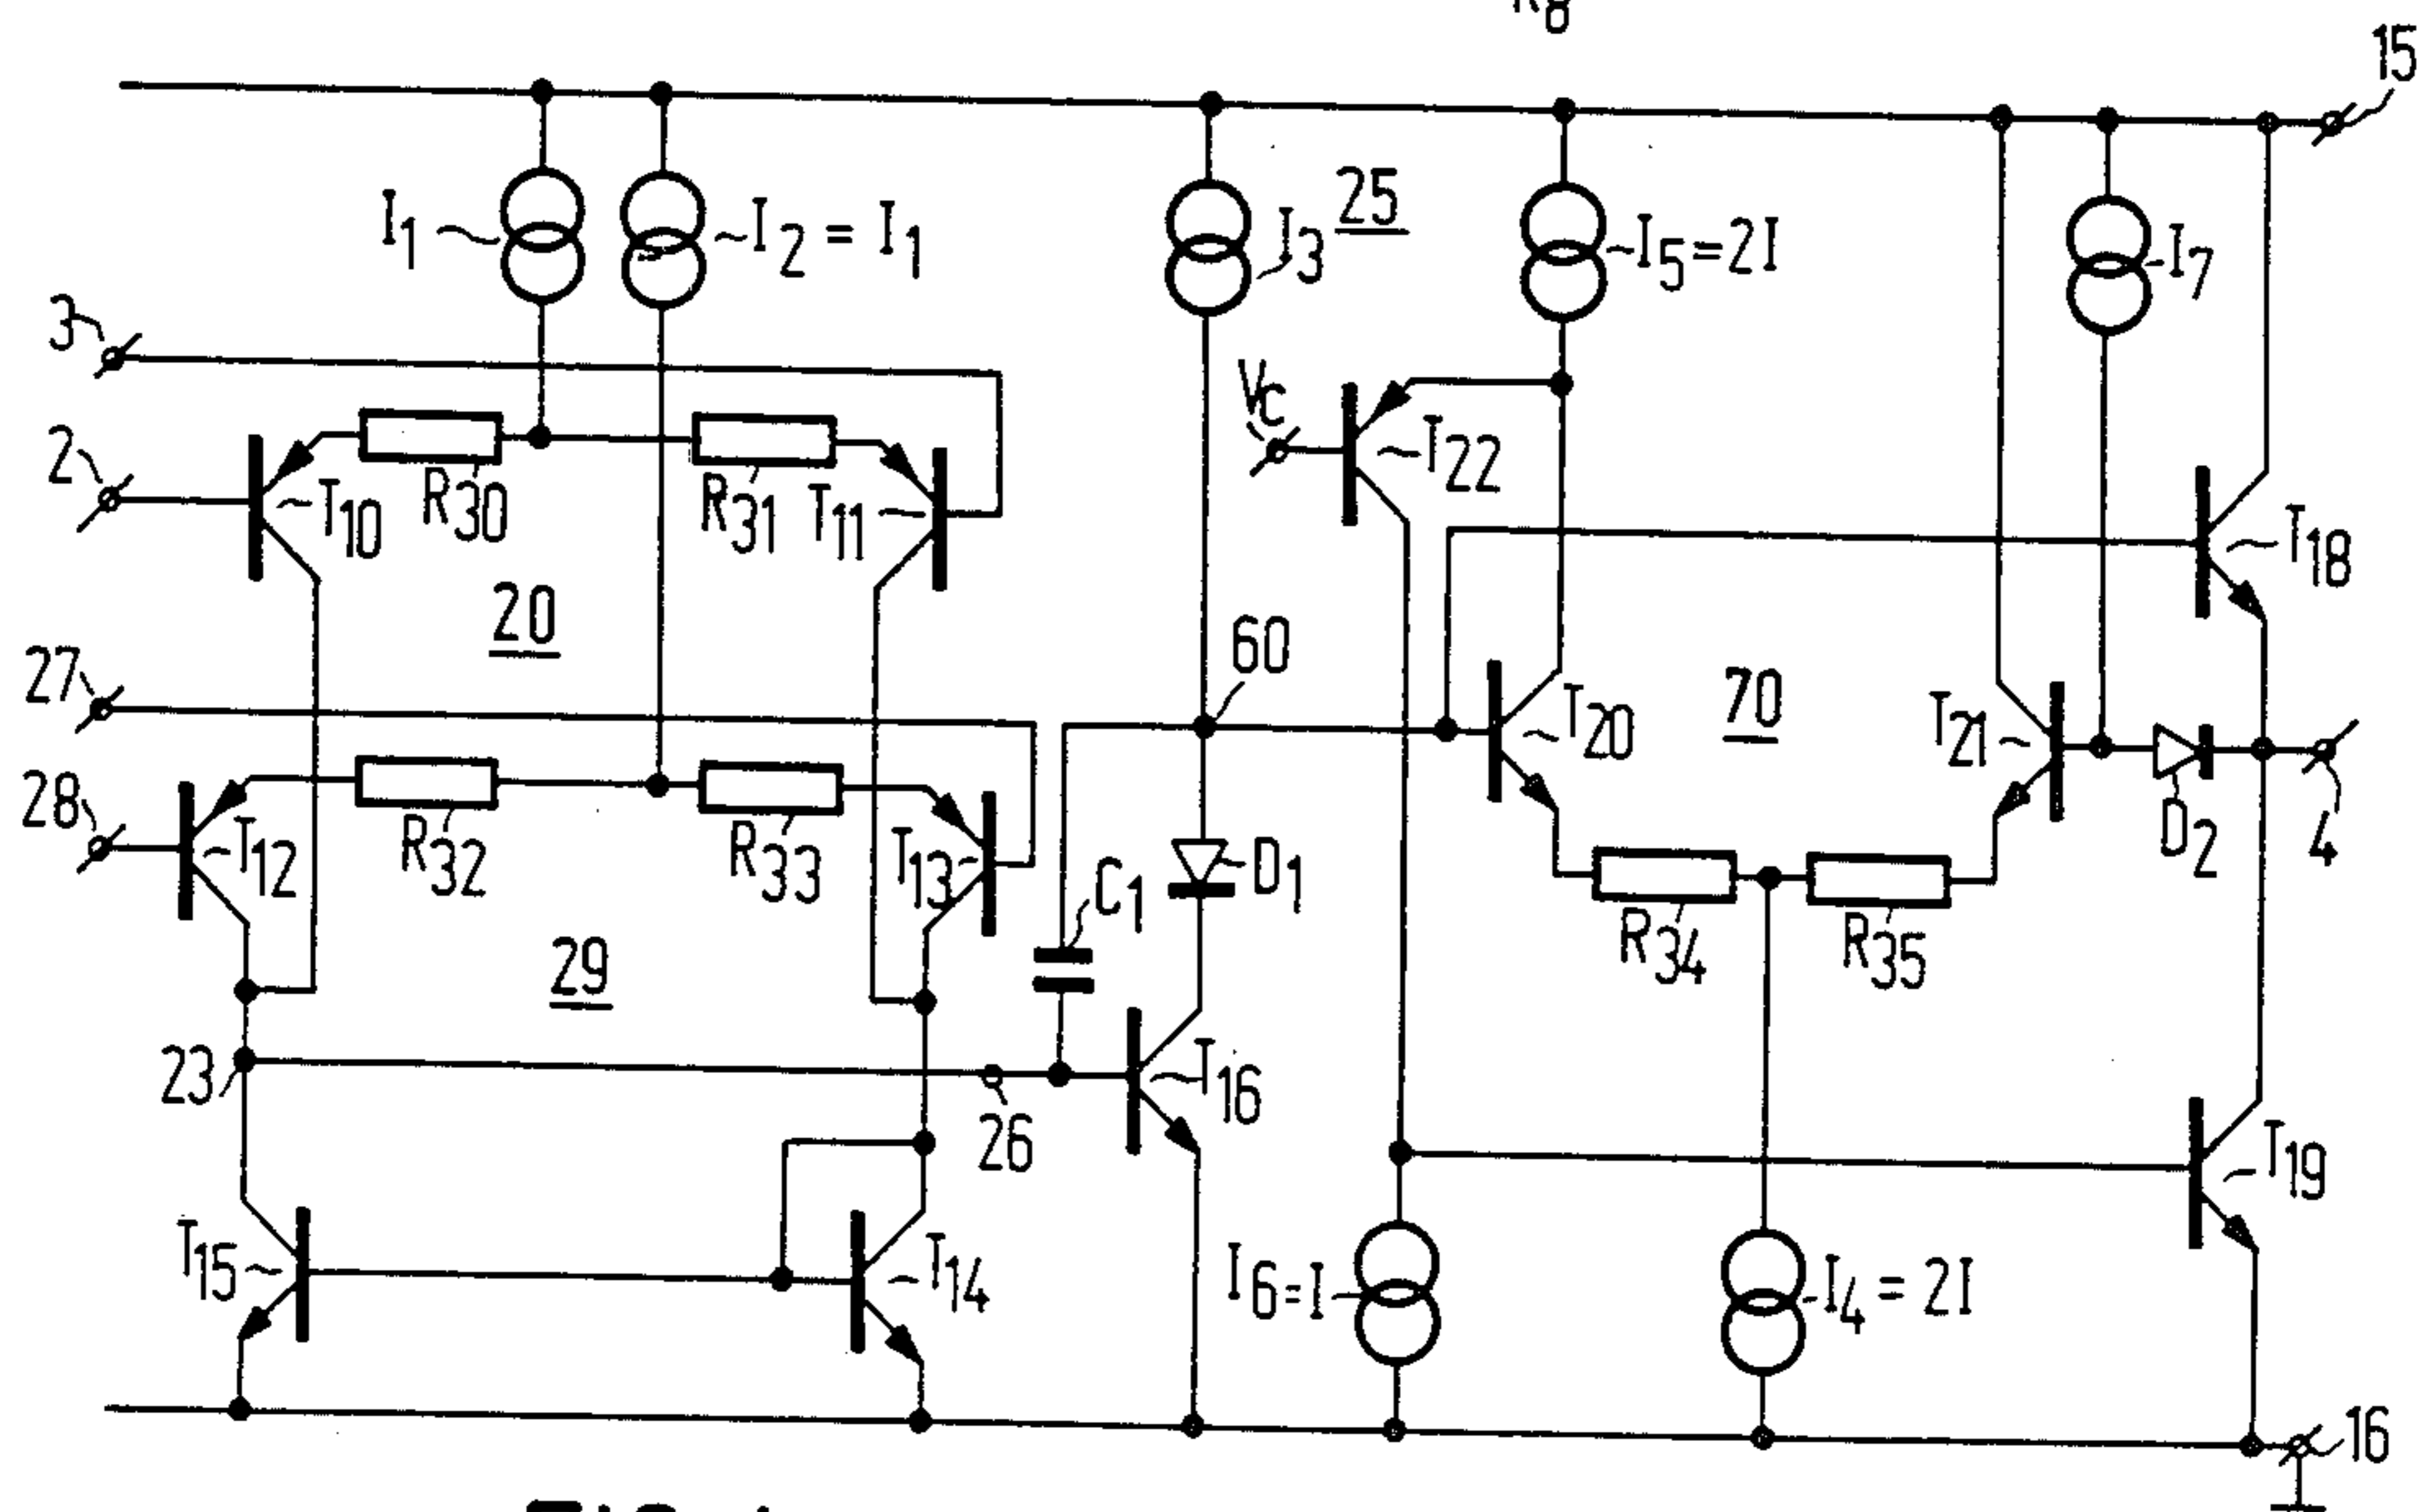 R8
15
I1
I2 = I1
I3
25
I5=2I
I7
3
VC
T22
2
T10
R30
R31
T11
T18
20
60
27
T20
70
T21
28
T12
R32
R33
T13
C1
D1
D2
4
29
R34
R35
23
26
T16
T19
T15
T14
I6=I
I4 = 2I
16